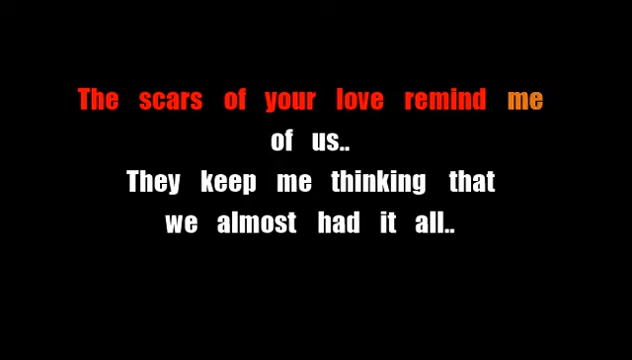 The scars of your love remind me
of us..
They keep me thinking that
we almost had it all..